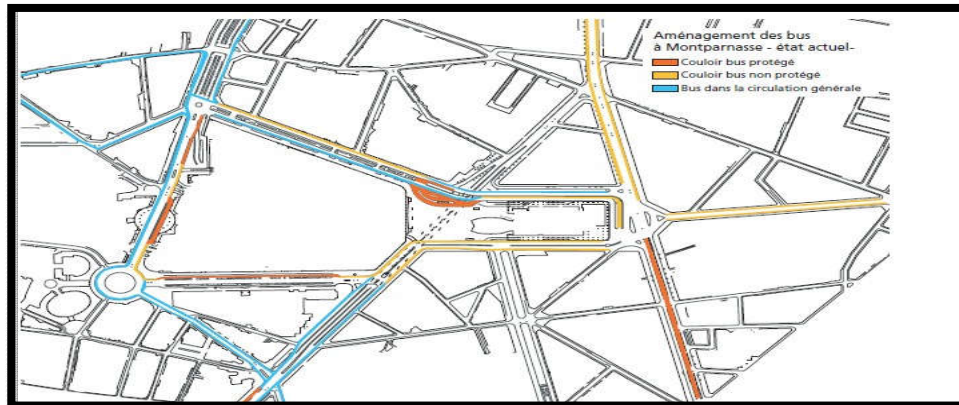 Aménagement des bus
à Montparnasse - état actuel-
Couloir bus protégé
Couloir bus non protégé
Bus dans la circulation générale